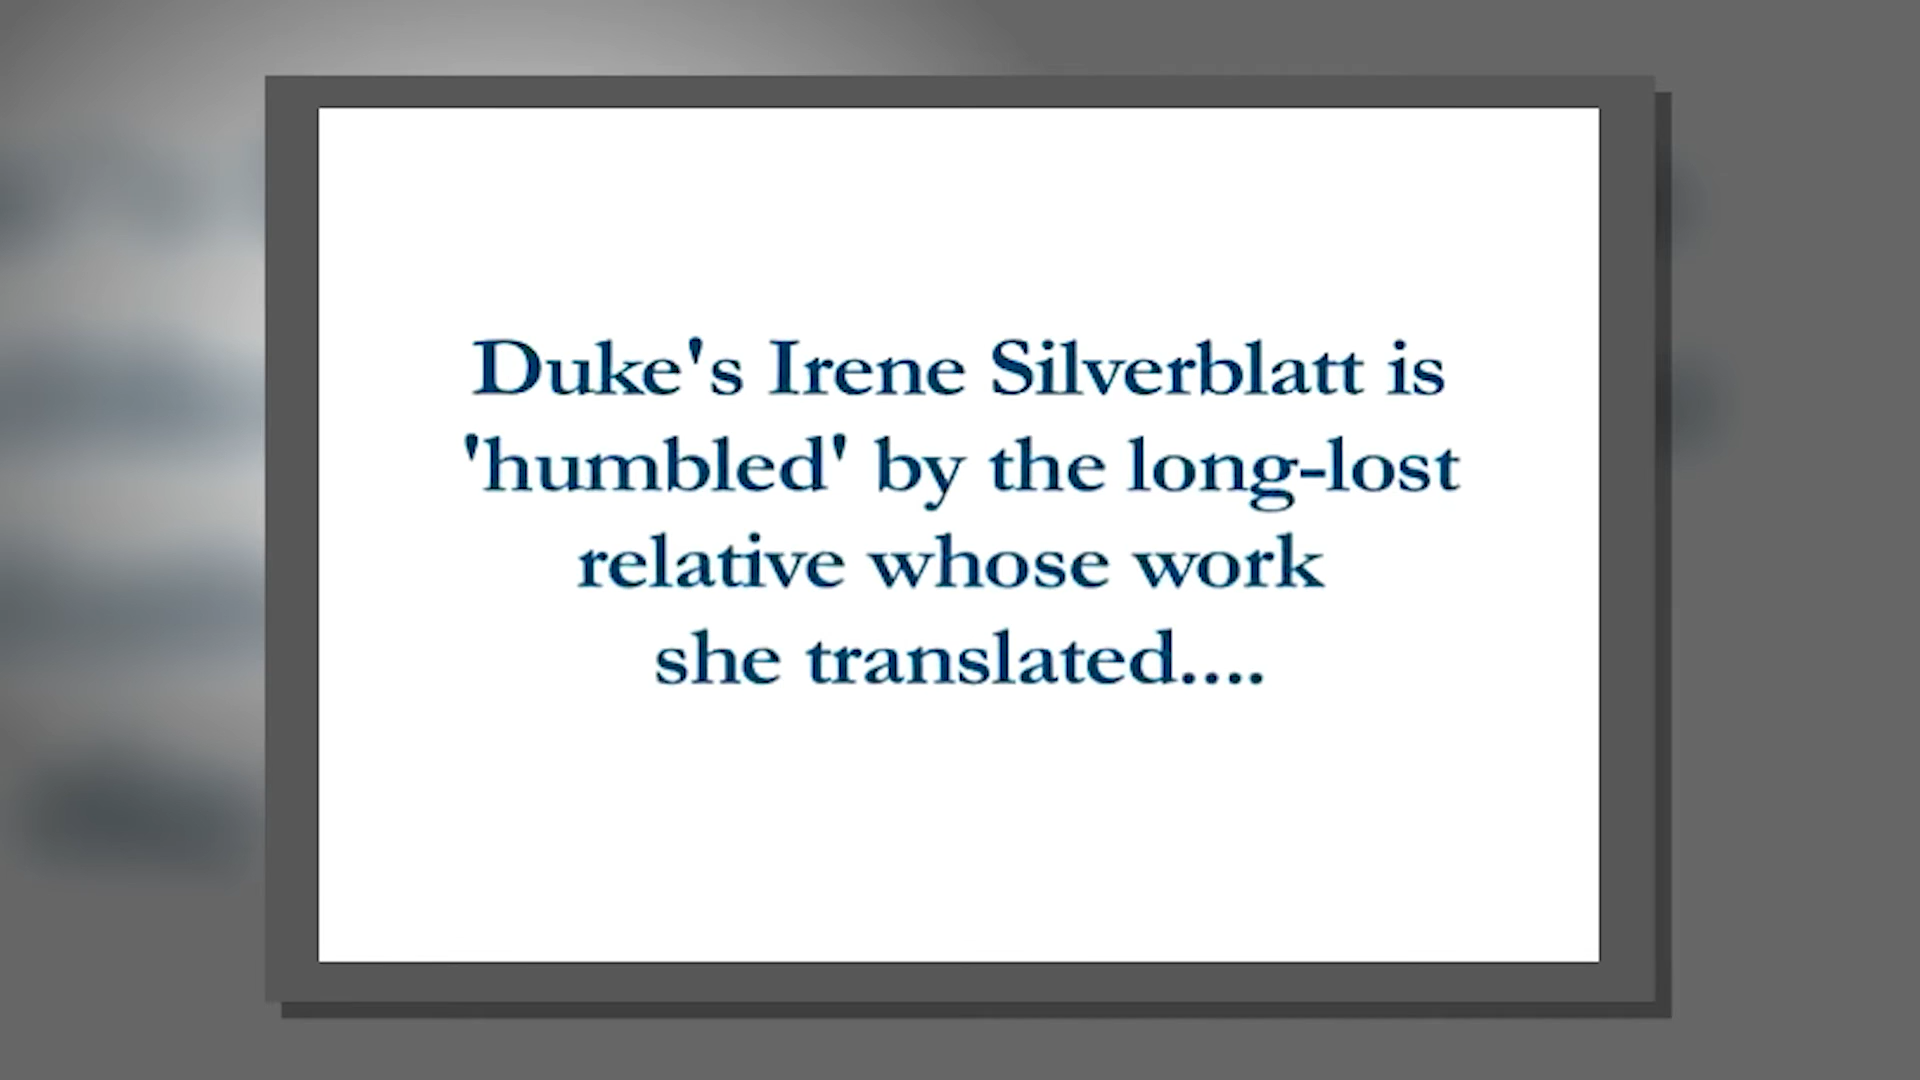 Duke's Irene Silverblatt is
'humbled' by the long-lost
relative whose work
she translated....